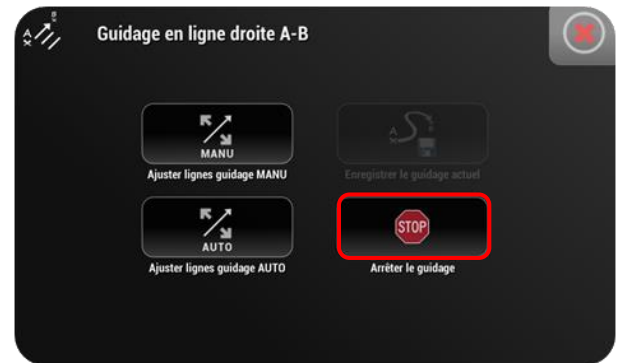 A
B
Guidage en ligne droite A-B
MANU
Ajuster lignes guidage MANU
A
Enregistrer le guidage actuel
AUTO
Ajuster lignes guidage AUTO
STOP
Arrêter le guidage